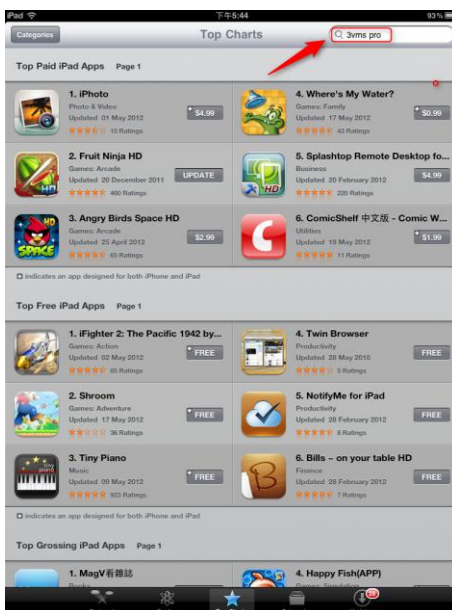 iPad 下午5:44 93%
Categories
Top Charts
3vms pro
Top Paid iPad Apps Page 1
1. iPhoto
Photo & Video
Updated 01 May 2012
15 Ratings
$4.99
4. Where's My Water?
Games: Family
Updated 17 May 2012
43 Ratings
$0.99
2. Fruit Ninja HD
Games: Arcade
Updated 20 December 2011
400 Ratings
UPDATE
5. Splashtop Remote Desktop fo...
Business
Updated 20 February 2012
220 Ratings
$4.99
HD
3. Angry Birds Space HD
Games: Arcade
Updated 25 April 2012
60 Ratings
$2.99
HD
SPACE
6. ComicShelf 中文版 - Comic W...
Utilities
Updated 19 May 2012
11 Ratings
$1.99
indicates an app designed for both iPhone and iPad
Top Free iPad Apps Page 1
1. iFighter 2: The Pacific 1942 by...
Games: Action
Updated 02 May 2012
65 Ratings
FREE
4. Twin Browser
Productivity
Updated 28 May 2010
5 Ratings
FREE
2. Shroom
Games: Adventure
Updated 17 May 2012
36 Ratings
FREE
5. NotifyMe for iPad
Productivity
Updated 28 February 2012
8 Ratings
FREE
3. Tiny Piano
Music
Updated 09 May 2012
923 Ratings
FREE
Tiny
piano
6. Bills – on your table HD
Finance
Updated 28 February 2012
7 Ratings
FREE
indicates an app designed for both iPhone and iPad
Top Grossing iPad Apps Page 1
1. MagV看雜誌
Books
4. Happy Fish(APP)
Games: Simulation